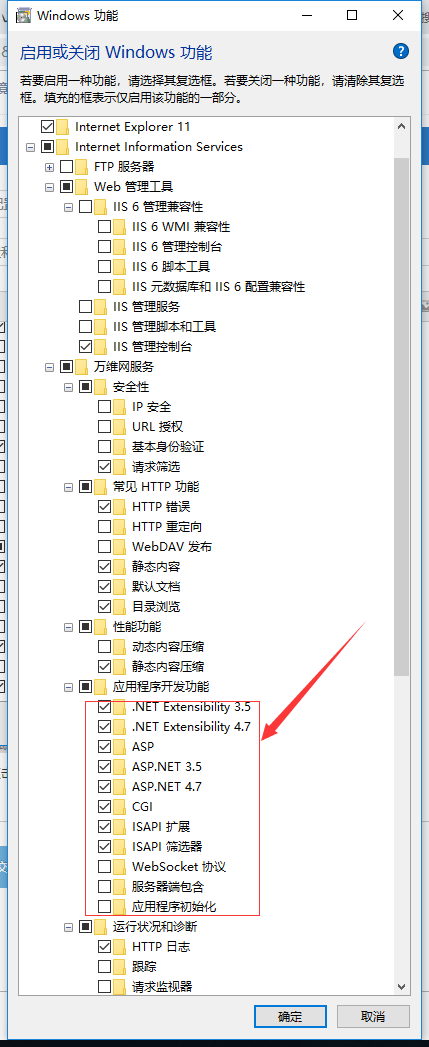 Windows 功能
启用或关闭 Windows 功能
若要启用一种功能，请选择其复选框。若要关闭一种功能，请清除其复选
框。填充的框表示仅启用该功能的一部分。
Internet Explorer 11
Internet Information Services
FTP 服务器
Web 管理工具
IIS 6 管理兼容性
IIS 6 WMI 兼容性
IIS 6 管理控制台
IIS 6 脚本工具
IIS 元数据库和 IIS 6 配置兼容性
IIS 管理服务
IIS 管理脚本和工具
IIS 管理控制台
万维网服务
安全性
IP 安全
URL 授权
基本身份验证
请求筛选
常见 HTTP 功能
HTTP 错误
HTTP 重定向
WebDAV 发布
静态内容
默认文档
目录浏览
性能功能
动态内容压缩
静态内容压缩
应用程序开发功能
.NET Extensibility 3.5
.NET Extensibility 4.7
ASP
ASP.NET 3.5
ASP.NET 4.7
CGI
ISAPI 扩展
ISAPI 筛选器
WebSocket 协议
服务器端包含
应用程序初始化
运行状况和诊断
HTTP 日志
跟踪
请求监视器
确定
取消